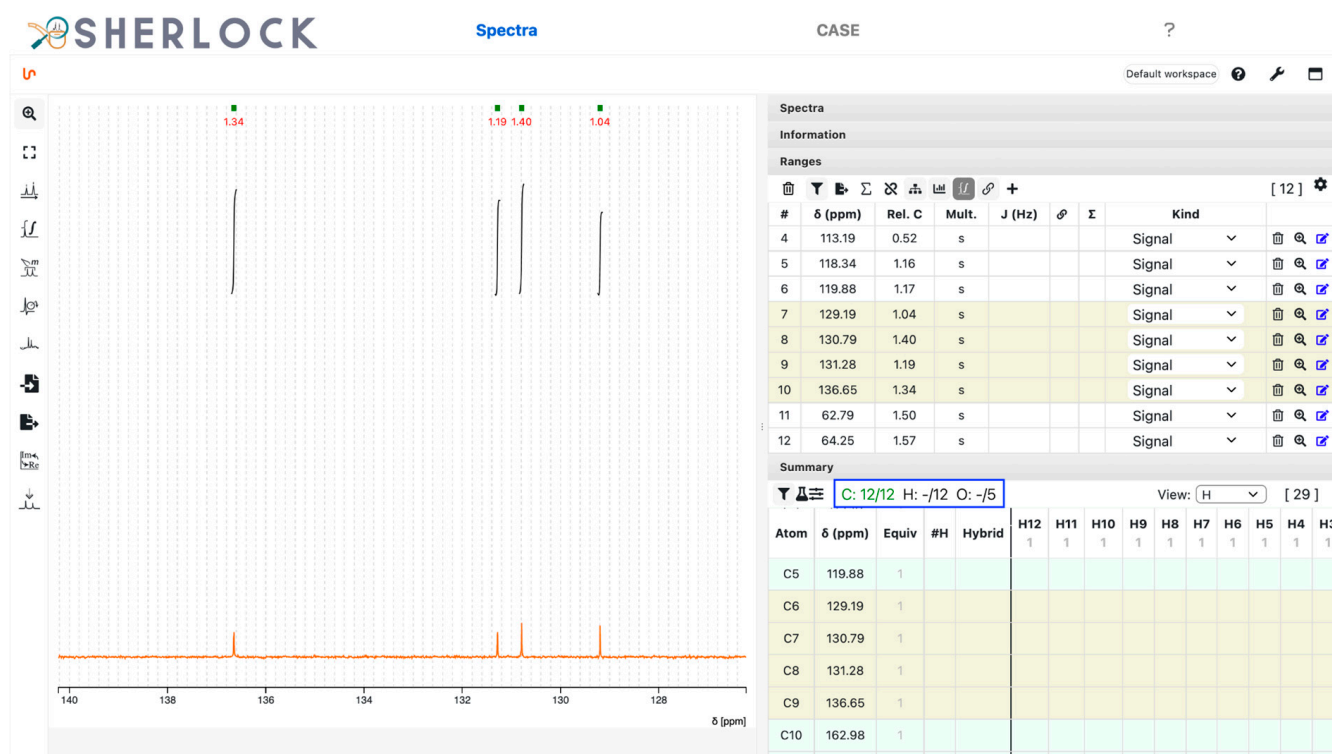 SHERLOCK Spectra CASE ?
Default workspace
1.34 1.19 1.40 1.04
140 138 136 134 132 130 128
δ [ppm]
Spectra
Information
Ranges
Σ [ 12 ]
# δ (ppm) Rel. C Mult. J (Hz) Σ Kind
4 113.19 0.52 s Signal
5 118.34 1.16 s Signal
6 119.88 1.17 s Signal
7 129.19 1.04 s Signal
8 130.79 1.40 s Signal
9 131.28 1.19 s Signal
10 136.65 1.34 s Signal
11 62.79 1.50 s Signal
12 64.25 1.57 s Signal
Summary
C: 12/12 H: -/12 O: -/5 View: H [ 29 ]
Atom δ (ppm) Equiv #H Hybrid H12 H11 H10 H9 H8 H7 H6 H5 H4
1 1 1 1 1 1 1 1 1 1
C5 119.88 1
C6 129.19 1
C7 130.79 1
C8 131.28 1
C9 136.65 1
C10 162.98 1